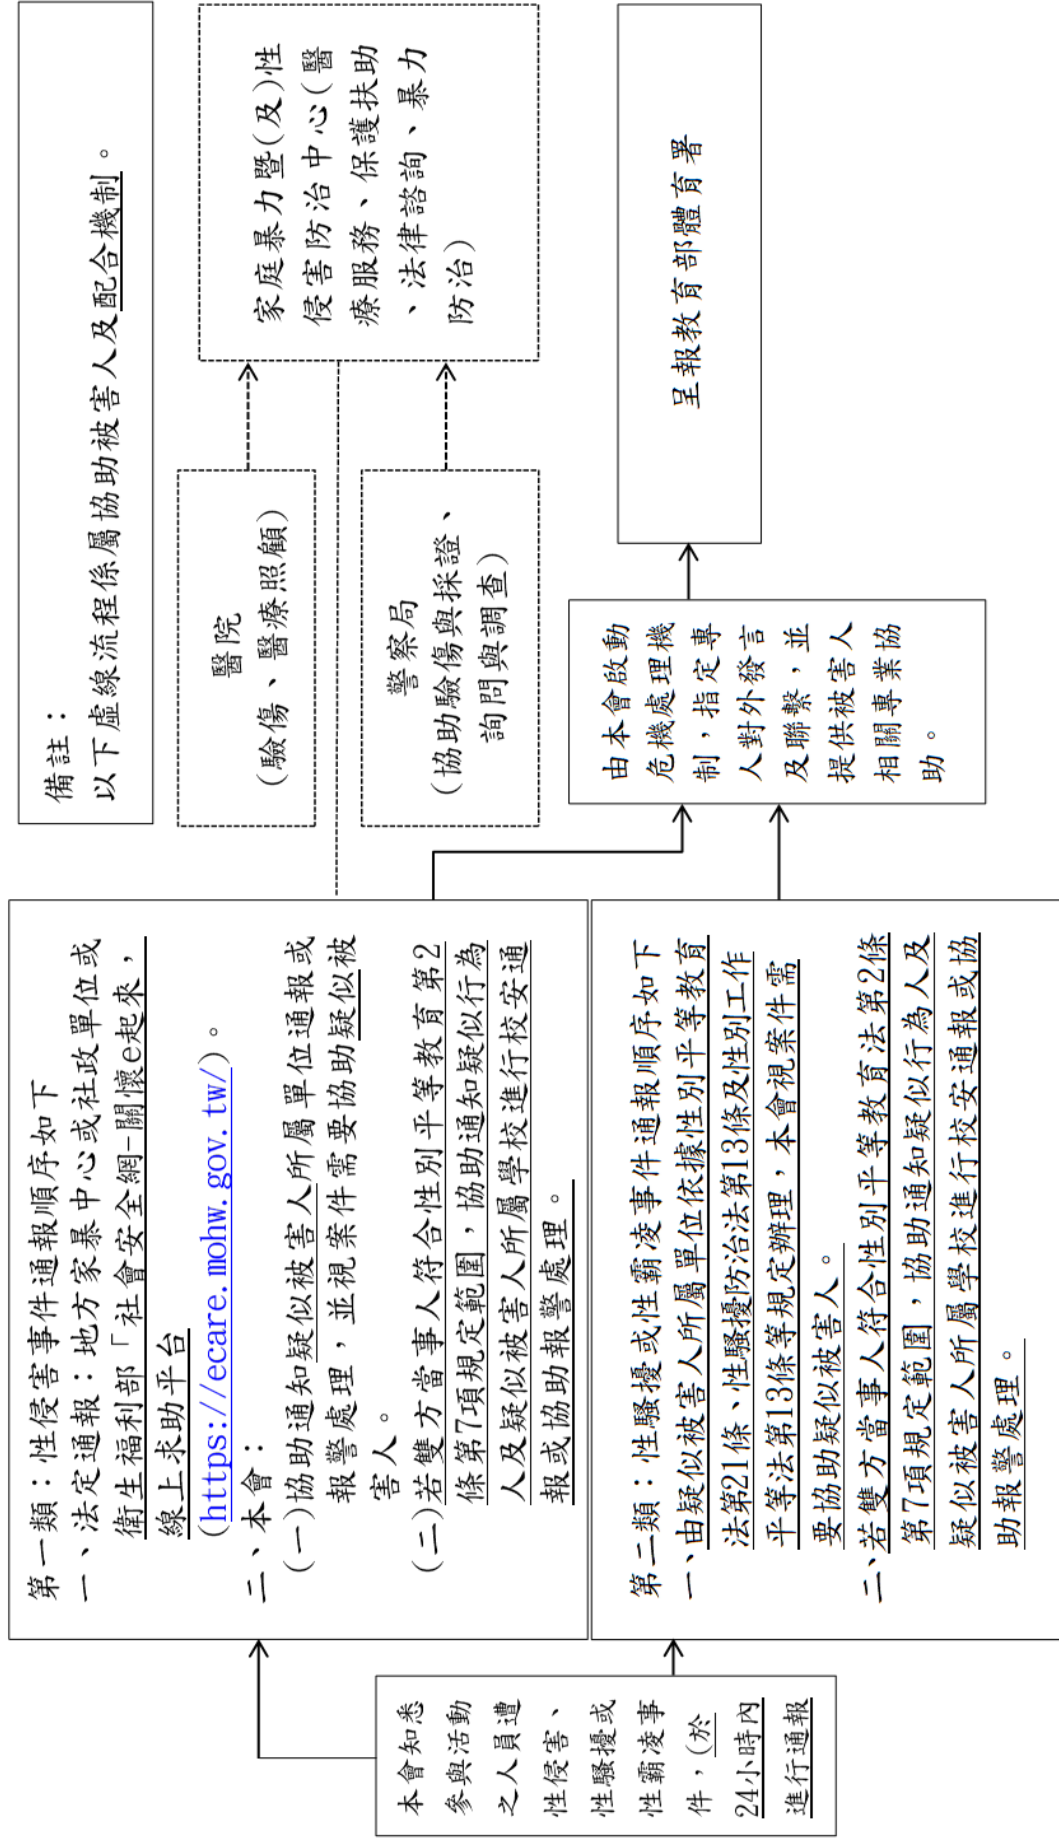 備註：
以下虛線流程係屬協助被害人及配合機制。
本會知悉
參與活動
之人員遭
性侵害、
性騷擾或
性霸凌事
件，(於
24小時內
進行通報
第一類：性侵害事件通報順序如下
一、法定通報：地方家暴中心或社政單位或
衛生福利部「社會安全網-關懷e起來，
線上求助平台
(https://ecare.mohw.gov.tw/)。
二、本會：
(一)協助通知疑似被害人所屬單位通報或
報警處理，並視案件需要協助疑似被
害人。
(二)若雙方當事人符合性別平等教育第2
條第7項規定範圍，協助通知疑似行為
人及疑似被害人所屬學校進行校安通
報或協助報警處理。
第二類：性騷擾或性霸凌事件通報順序如下
一、由疑似被害人所屬單位依據性別平等教育
法第21條、性騷擾防治法第13條及性別工作
平等法第13條等規定辦理，本會視案件需
要協助疑似被害人。
二、若雙方當事人符合性別平等教育法第2條
第7項規定範圍，協助通知疑似行為人及
疑似被害人所屬學校進行校安通報或協
助報警處理。
醫院
(驗傷、醫療照顧)
警察局
(協助驗傷與採證、
詢問與調查)
家庭暴力暨(及)性
侵害防治中心(醫
療服務、保護扶助
、法律諮詢、暴力
防治)
由本會啟動
危機處理機
制，指定專
人對外發言
及聯繫，並
提供被害人
相關專業協
助。
呈報教育部體育署